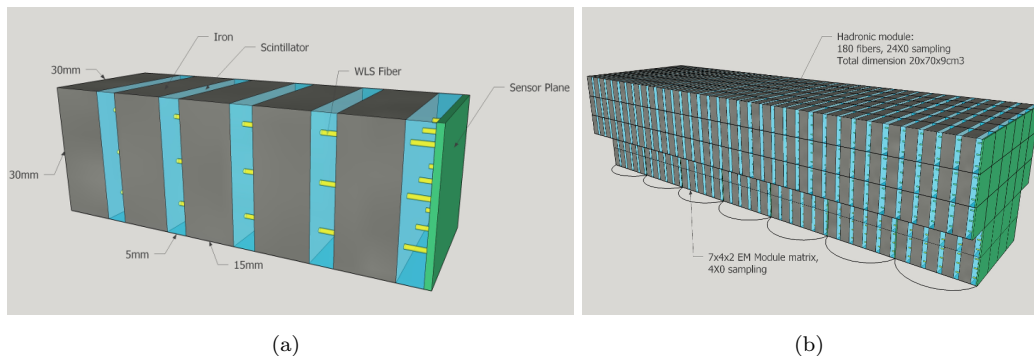 Iron
Scintillator
30mm
WLS Fiber
Sensor Plane
30mm
5mm
15mm
(a)
Hadronic module:
180 fibers, 24X0 sampling
Total dimension 20x70x9cm3
7x4x2 EM Module matrix,
4X0 sampling
(b)